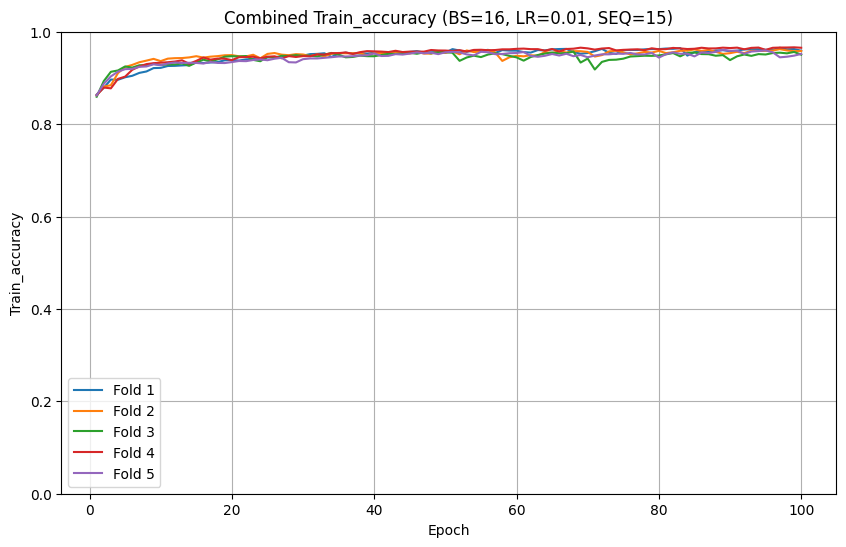 Combined Train_accuracy (BS=16, LR=0.01, SEQ=15)
Train_accuracy
1.0
0.8
0.6
0.4
0.2
0.0
Fold 1
Fold 2
Fold 3
Fold 4
Fold 5
0 20 40 60 80 100
Epoch